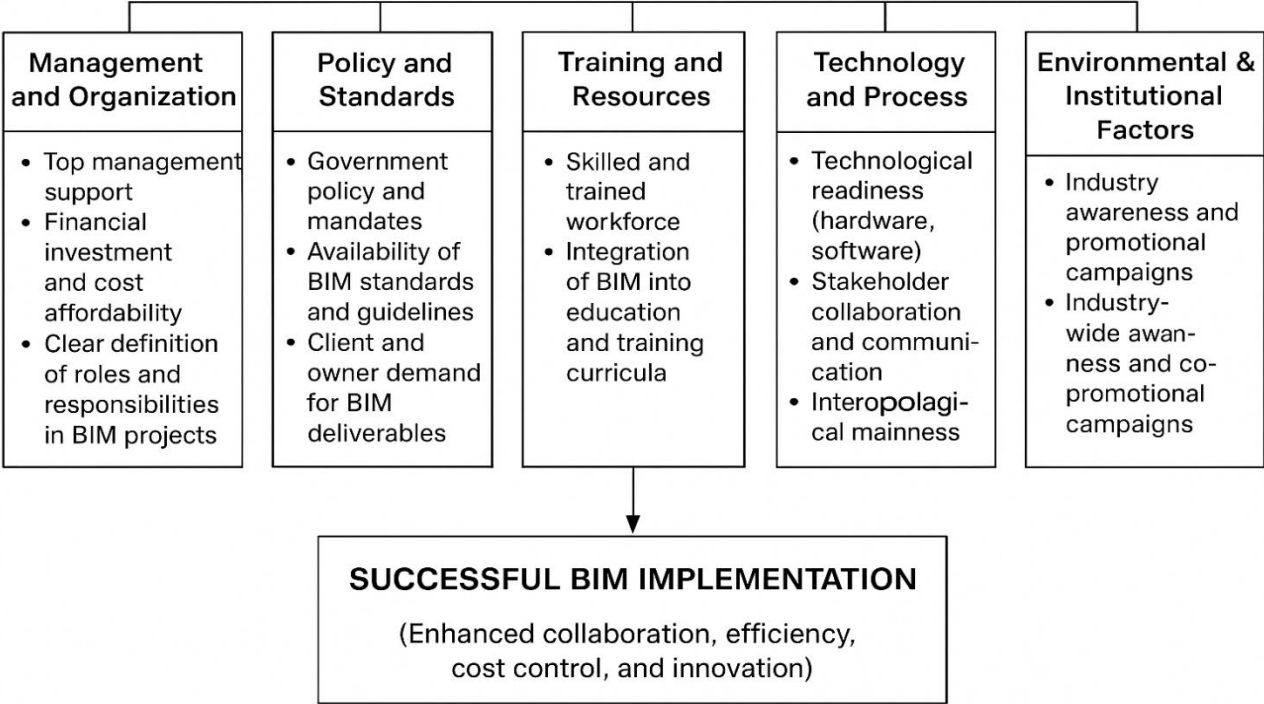 Management
and Organization
• Top management
support
• Financial
investment
and cost
affordability
• Clear definition
of roles and
responsibilities
in BIM projects
Policy and
Standards
• Government
policy and
mandates
• Availability of
BIM standards
and guidelines
• Client and
owner demand
for BIM
deliverables
Training and
Resources
• Skilled and
trained
workforce
• Integration
of BIM into
education
and training
curricula
Technology
and Process
• Technological
readiness
(hardware,
software)
• Stakeholder
collaboration
and communi-
cation
• Interopolagi-
cal mainness
Environmental &
Institutional
Factors
• Industry
awareness and
promotional
campaigns
• Industry-
wide awan-
ness and co-
promotional
campaigns
SUCCESSFUL BIM IMPLEMENTATION
(Enhanced collaboration, efficiency,
cost control, and innovation)